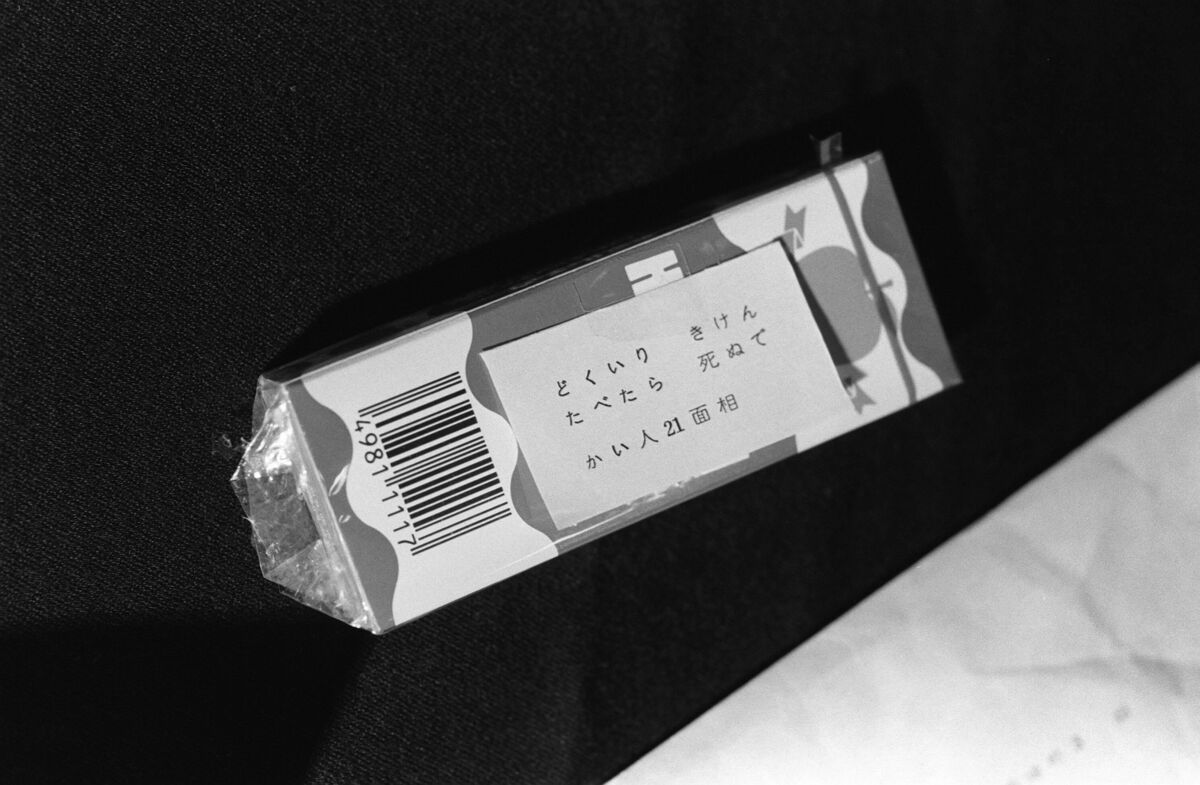 どくいり きけん
たべたら 死ぬで
かい人21面相
49811117